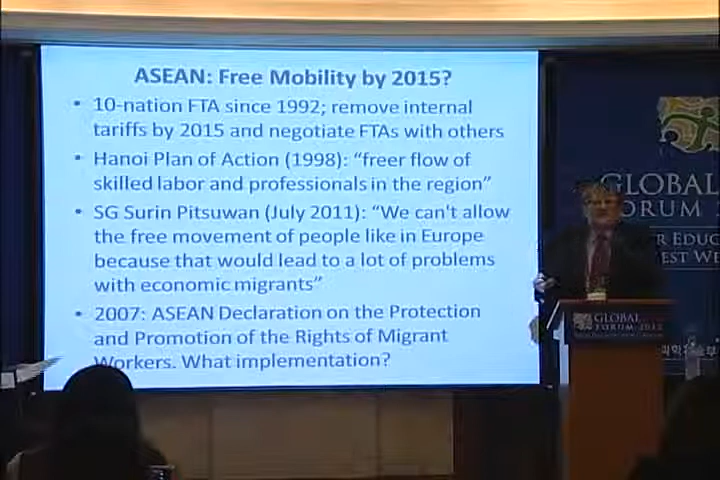 ASEAN: Free Mobility by 2015?
• 10-nation FTA since 1992; remove internal
tariffs by 2015 and negotiate FTAs with others
• Hanoi Plan of Action (1998): “freer flow of
skilled labor and professionals in the region”
• SG Surin Pitsuwan (July 2011): “We can't allow
the free movement of people like in Europe
because that would lead to a lot of problems
with economic migrants”
• 2007: ASEAN Declaration on the Protection
and Promotion of the Rights of Migrant
Workers. What implementation?
GLOBAL
FORUM
GLOBAL
FORUM 2012